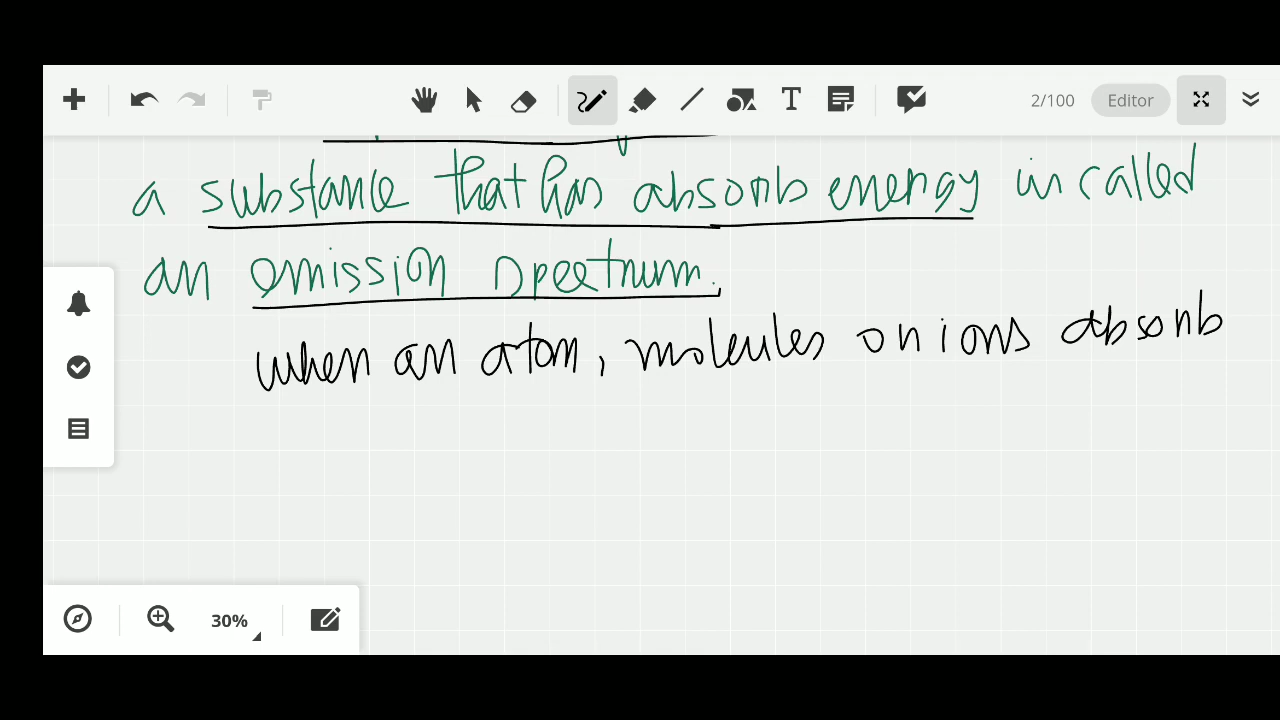 2/100 Editor
a substance that has absorb energy is called
an emission spectrum.
when an atom, molecules or ions absorb
30%